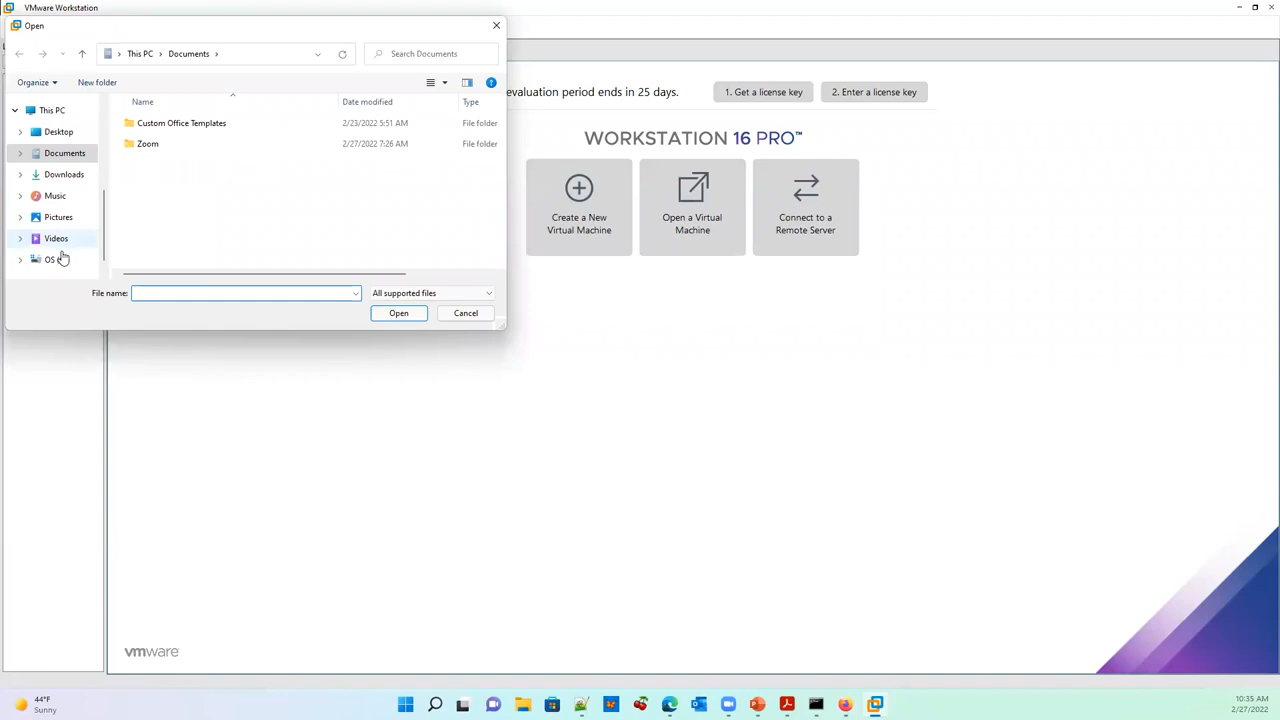 VMware Workstation
Open
This PC
Documents
Search Documents
Organize
New folder
Name
Date modified
Type
This PC
Desktop
Documents
Downloads
Music
Pictures
Videos
OS
Custom Office Templates
2/23/2022 5:51 AM
File folder
Zoom
2/27/2022 7:26 AM
File folder
File name:
All supported files
Open
Cancel
evaluation period ends in 25 days.
1. Get a license key
2. Enter a license key
WORKSTATION 16 PRO™
Create a New
Virtual Machine
Open a Virtual
Machine
Connect to a
Remote Server
vmware
44°F
Sunny
10:35 AM
2/27/2022